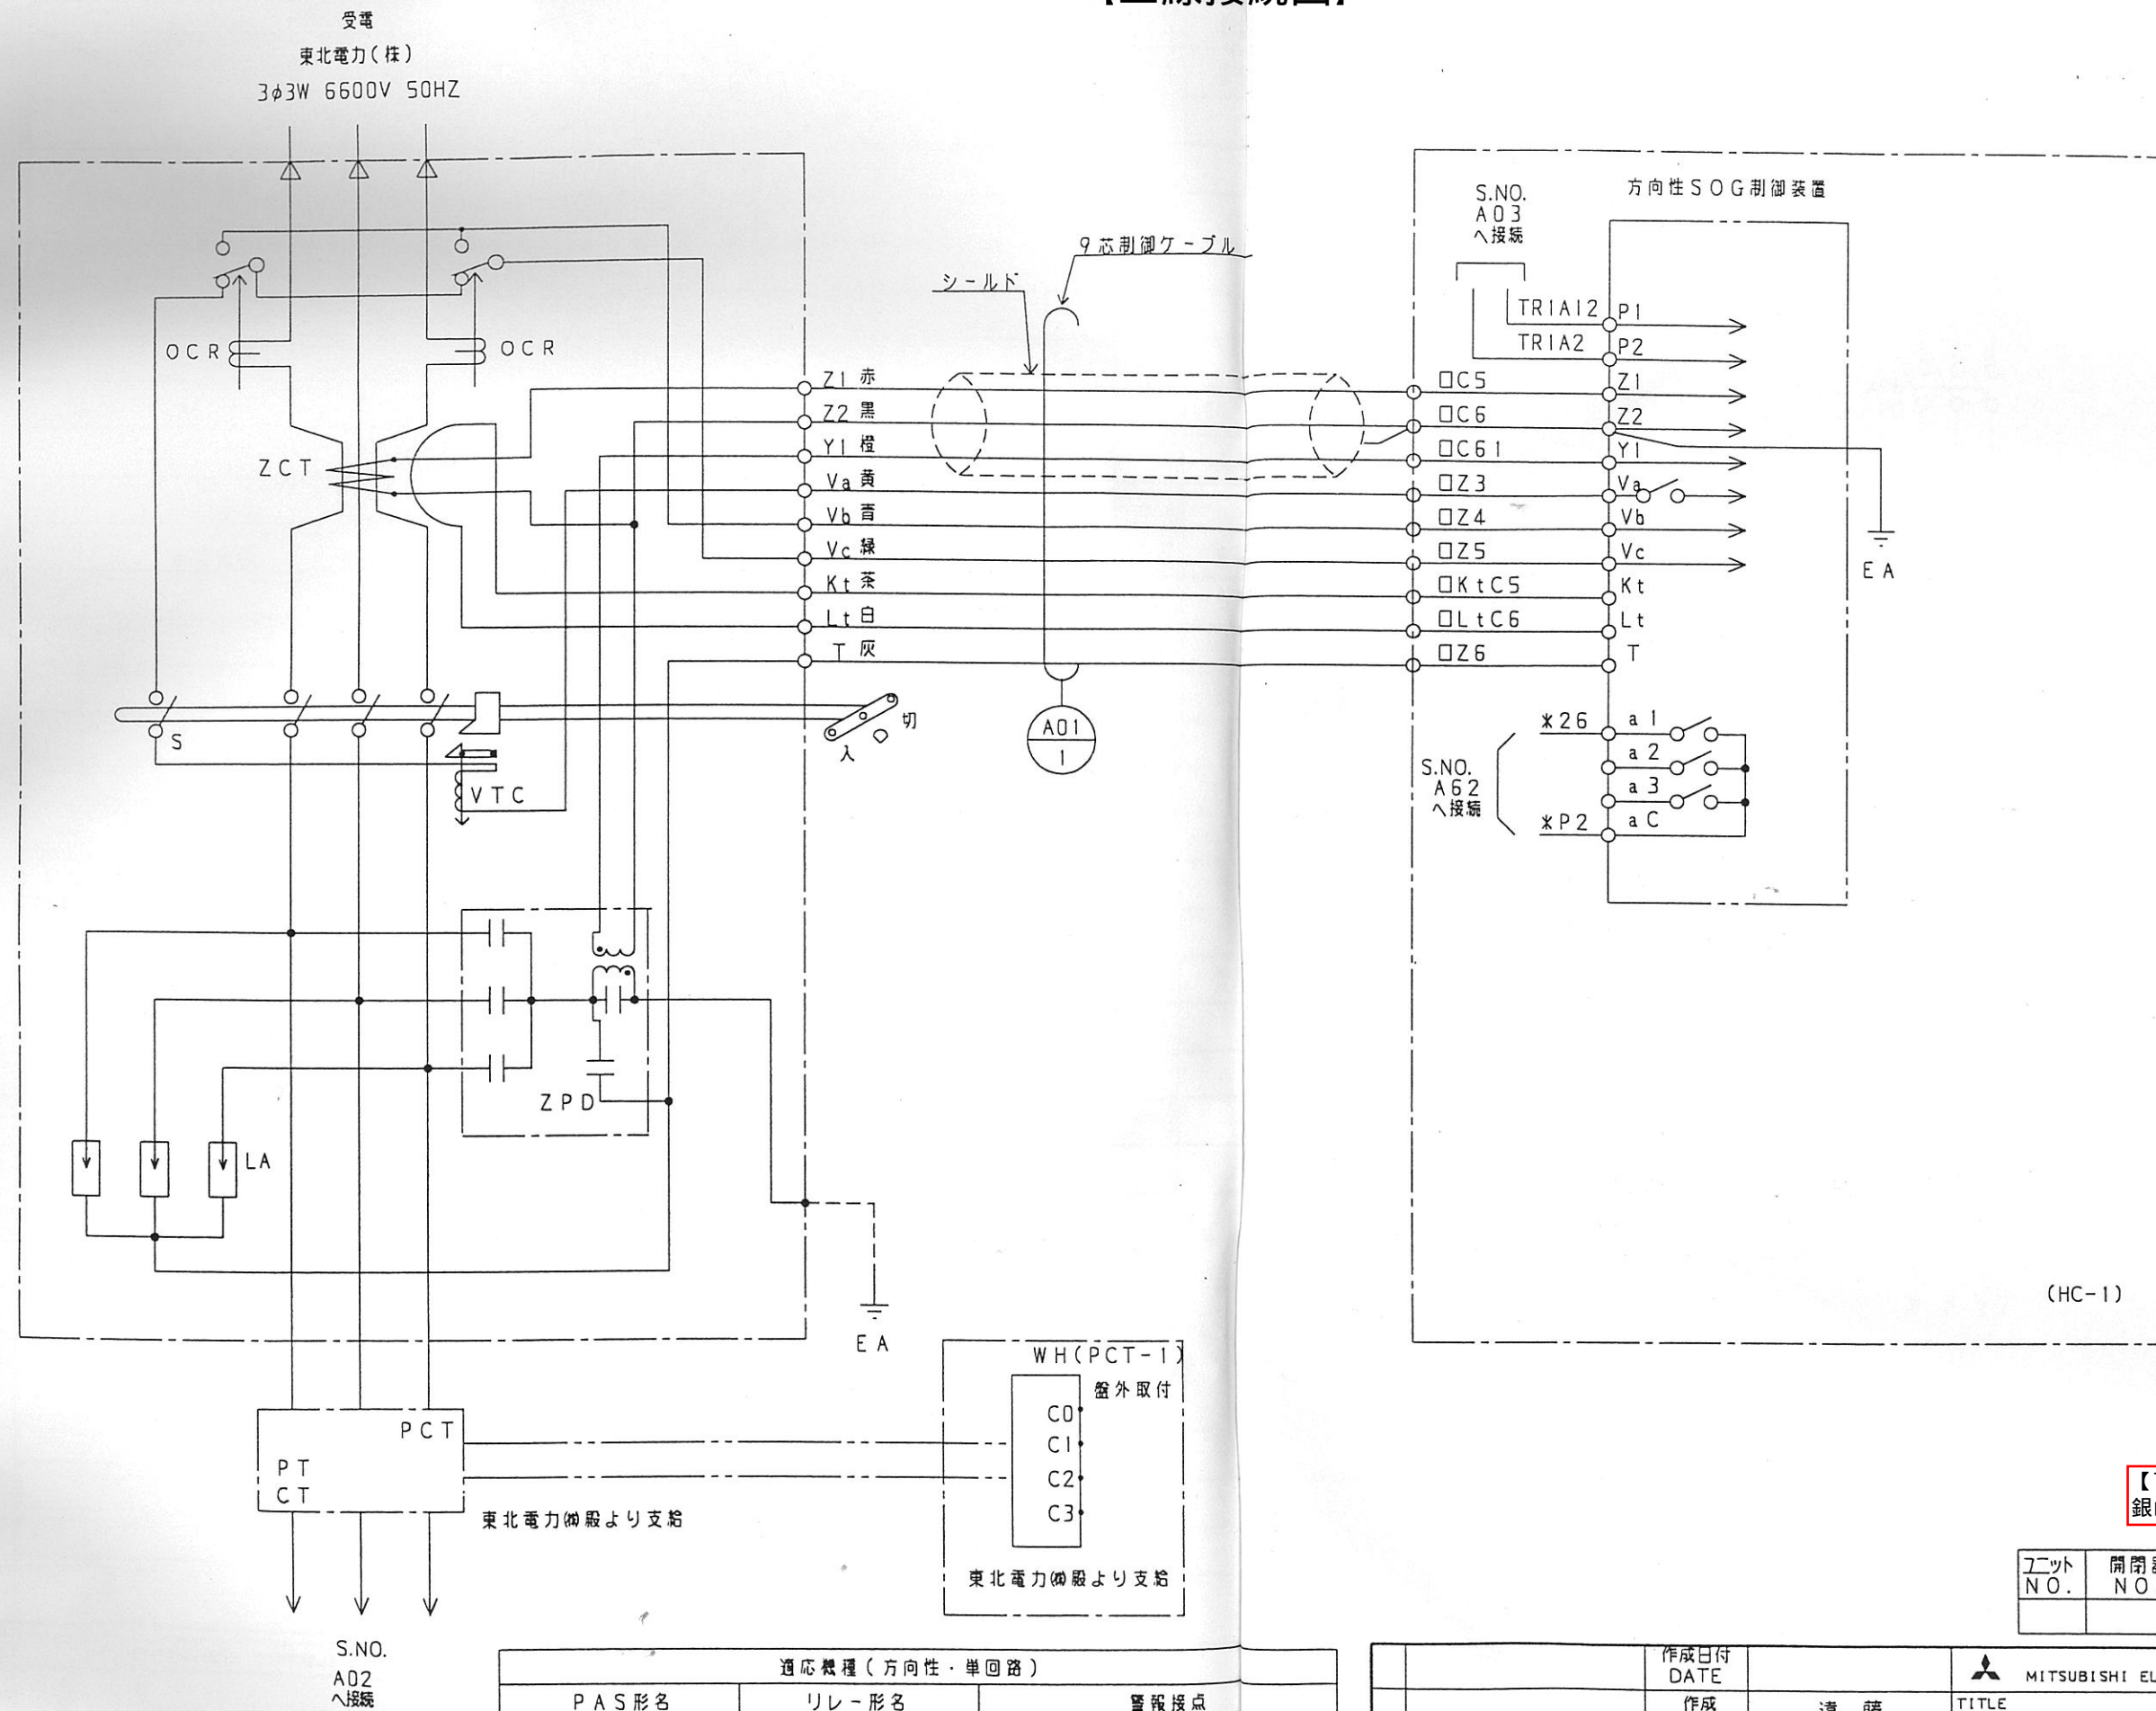 受電
東北電力(株)
3φ3W 6600V 50HZ
OCR
OCR
ZCT
S
VTC
切
入
ZPD
LA
EA
Z1 赤
Z2 黒
Y1 橙
Va 黄
Vb 青
Vc 緑
Kt 茶
Lt 白
T 灰
シールド
9芯制御ケーブル
A01
1
S.NO.
A03
へ接続
方向性SOG制御装置
TR1A12 P1
TR1A2 P2
□C5 Z1
□C6 Z2
□C61 Y1
□Z3 Va
□Z4 Vb
□Z5 Vc
□KtC5 Kt
□LtC6 Lt
□Z6 T
EA
*26 a1
a2
a3
*P2 aC
S.NO.
A62
へ接続
(HC-1)
PCT
PT
CT
東北電力㈱殿より支給
WH(PCT-1)
盤外取付
C0
C1
C2
C3
東北電力㈱殿より支給
S.NO.
A02
へ接続
適応機種(方向性・単回路)
PAS形名
リレー形名
警報接点
ユニット
NO.
開閉
NO
作成日付
DATE
作成
遠藤
MITSUBISHI EL
TITLE